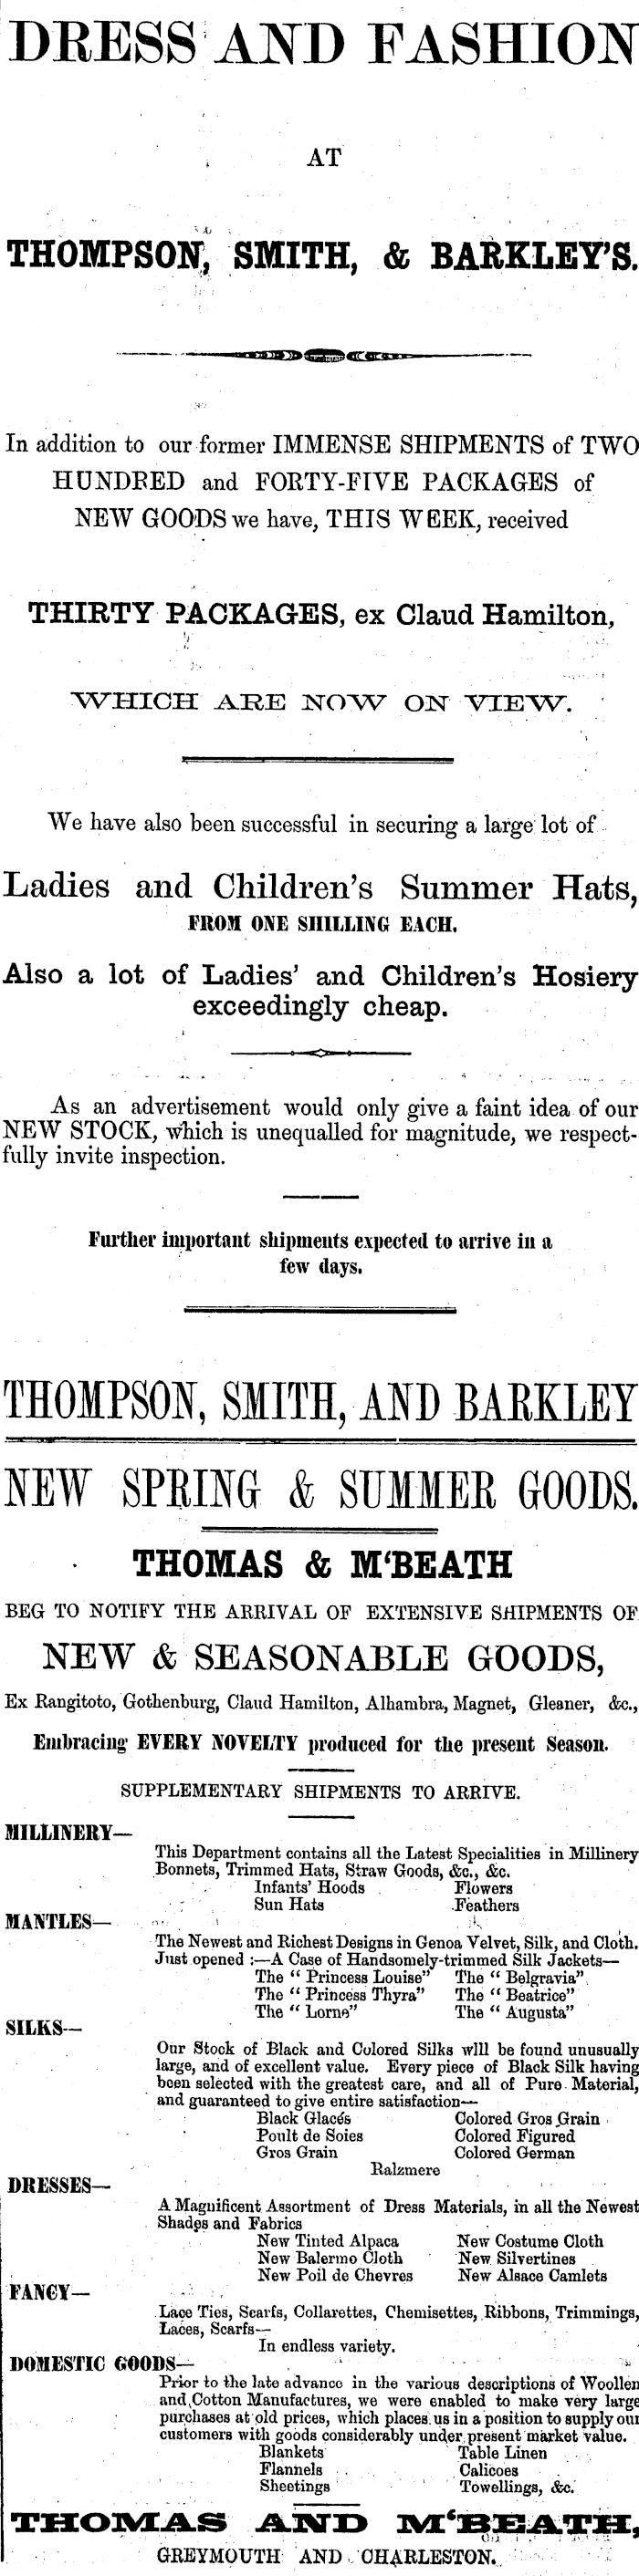 DRESS AND FASHION
AT
THOMPSON, SMITH, & BARKLEY'S.
In addition to our former IMMENSE SHIPMENTS of TWO
HUNDRED and FORTY-FIVE PACKAGES of
NEW GOODS we have, THIS WEEK, received
THIRTY PACKAGES, ex Claud Hamilton,
WHICH ARE NOW ON VIEW.
We have also been successful in securing a large lot of
Ladies and Children's Summer Hats,
FROM ONE SHILLING EACH.
Also a lot of Ladies' and Children's Hosiery
exceedingly cheap.
As an advertisement would only give a faint idea of our
NEW STOCK, which is unequalled for magnitude, we respect-
fully invite inspection.
Further important shipments expected to arrive in a
few days.
THOMPSON, SMITH, AND BARKLEY
NEW SPRING & SUMMER GOODS.
THOMAS & M'BEATH
BEG TO NOTIFY THE ARRIVAL OF EXTENSIVE SHIPMENTS OF
NEW & SEASONABLE GOODS,
Ex Rangitoto, Gothenburg, Claud Hamilton, Alhambra, Magnet, Gleaner, &c.,
Embracing EVERY NOVELTY produced for the present Season.
SUPPLEMENTARY SHIPMENTS TO ARRIVE.
MILLINERY—
This Department contains all the Latest Specialities in Millinery
Bonnets, Trimmed Hats, Straw Goods, &c., &c.
Infants' Hoods Flowers
Sun Hats Feathers
MANTLES—
The Newest and Richest Designs in Genoa Velvet, Silk, and Cloth.
Just opened :—A Case of Handsomely-trimmed Silk Jackets—
The "Princess Louise" The "Belgravia"
The "Princess Thyra" The "Beatrice"
The "Lorne" The "Augusta"
SILKS—
Our Stock of Black and Colored Silks will be found unusually
large, and of excellent value. Every piece of Black Silk having
been selected with the greatest care, and all of Pure Material,
and guaranteed to give entire satisfaction—
Black Glacés Colored Gros Grain
Poult de Soies Colored Figured
Gros Grain Colored German
Ralzmere
DRESSES—
A Magnificent Assortment of Dress Materials, in all the Newest
Shades and Fabrics
New Tinted Alpaca New Costume Cloth
New Balermo Cloth New Silvertines
New Poil de Chevres New Alsace Camlets
FANCY—
Lace Ties, Scarfs, Collarettes, Chemisettes, Ribbons, Trimmings,
Laces, Scarfs—
In endless variety.
DOMESTIC GOODS—
Prior to the late advance in the various descriptions of Woollen
and Cotton Manufactures, we were enabled to make very large
purchases at old prices, which places us in a position to supply our
customers with goods considerably under present market value.
Blankets Table Linen
Flannels Calicoes
Sheetings Towellings, &c.
THOMAS AND M'BEATH,
GREYMOUTH AND CHARLESTON.